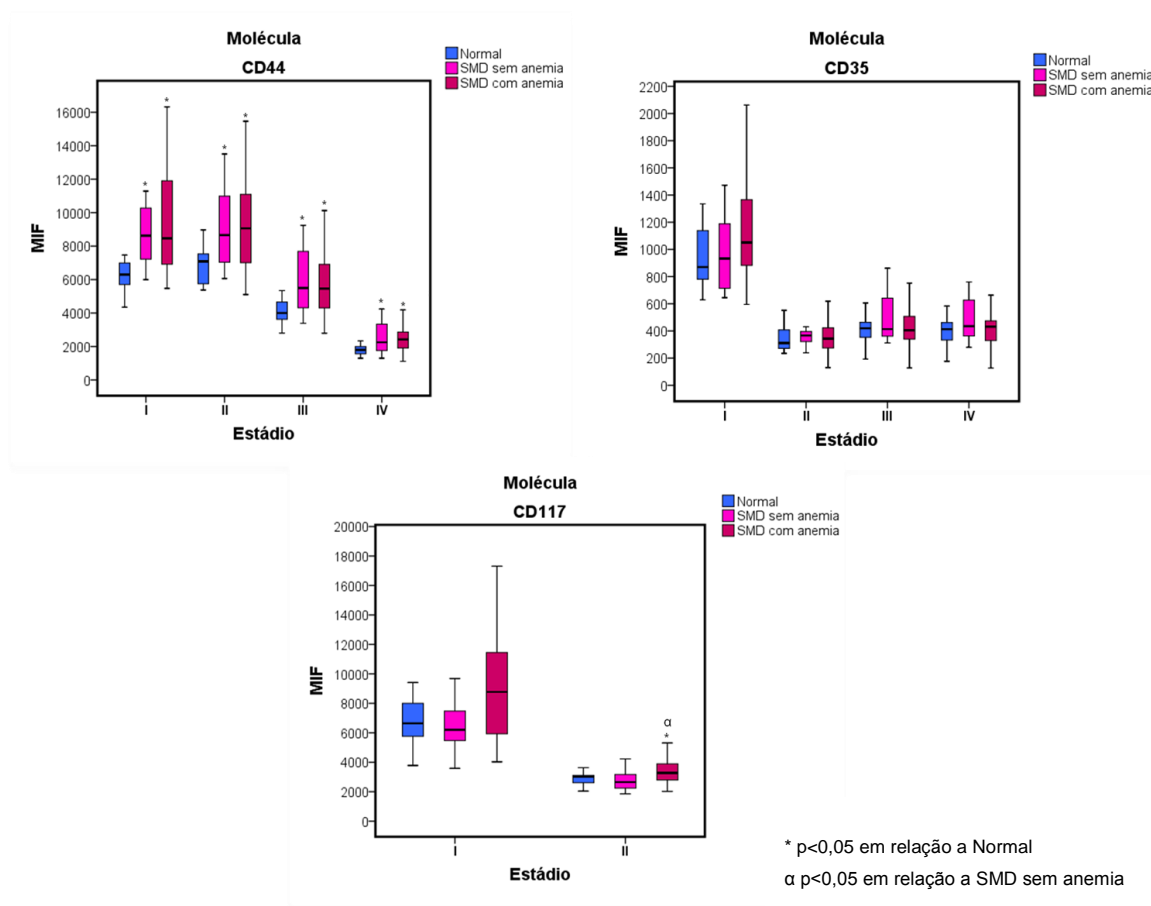 Molécula
CD44
Normal
SMD sem anemia
SMD com anemia
16000
14000
12000
10000
8000
6000
4000
2000
0
MIF
* * * * * * * *
I II III IV
Estádio
Molécula
CD35
Normal
SMD sem anemia
SMD com anemia
2200
2000
1800
1600
1400
1200
1000
800
600
400
200
0
MIF
I II III IV
Estádio
Molécula
CD117
Normal
SMD sem anemia
SMD com anemia
20000
18000
16000
14000
12000
10000
8000
6000
4000
2000
0
MIF
α
*
I II
Estádio
* p<0,05 em relação a Normal
α p<0,05 em relação a SMD sem anemia